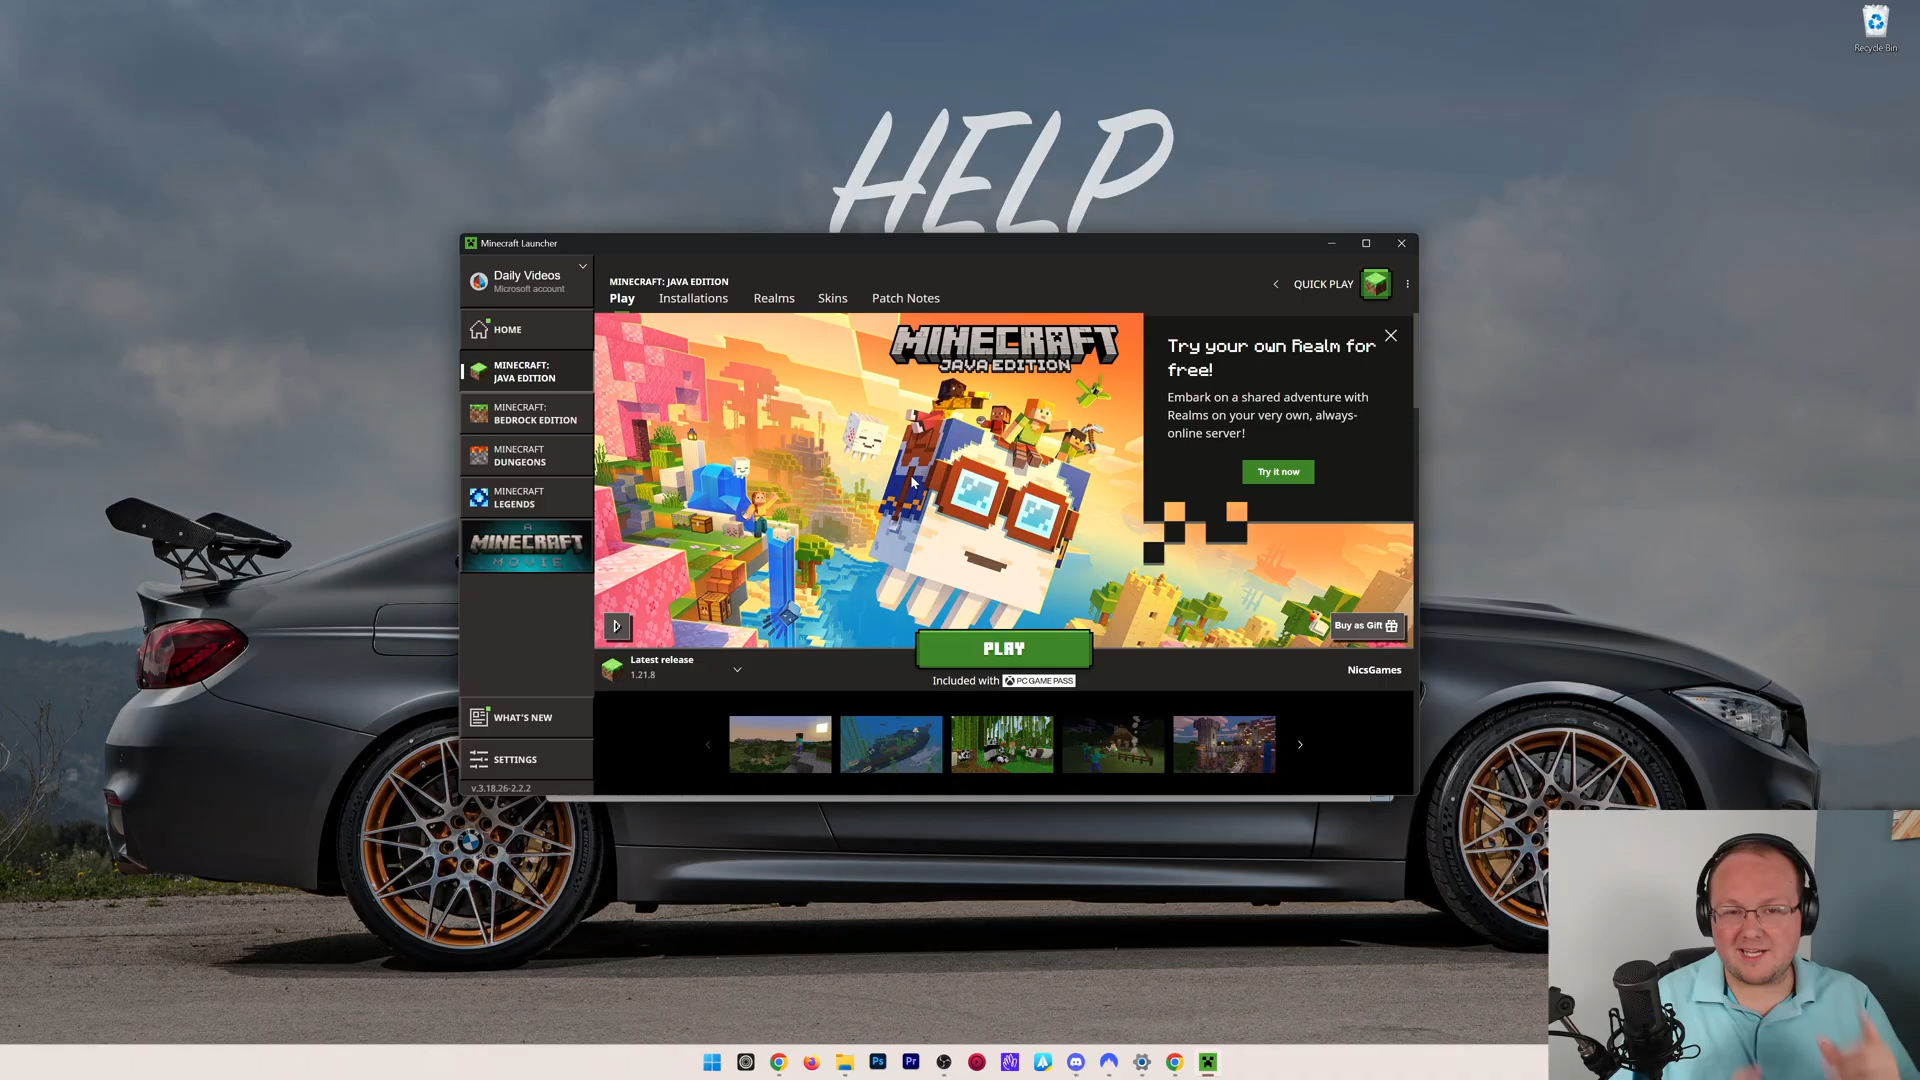 Recycle Bin
HELP
Minecraft Launcher
Daily Videos
Microsoft account
MINECRAFT: JAVA EDITION
Play
Installations
Realms
Skins
Patch Notes
QUICK PLAY
HOME
MINECRAFT:
JAVA EDITION
MINECRAFT:
BEDROCK EDITION
MINECRAFT
DUNGEONS
MINECRAFT
LEGENDS
A
MINECRAFT
MOVIE
WHAT'S NEW
SETTINGS
v.3.18.26-2.2.2
MINECRAFT
JAVA EDITION
Try your own Realm for
free!
Embark on a shared adventure with
Realms on your very own, always-
online server!
Try it now
Buy as Gift
Latest release
1.21.8
PLAY
Included with PC GAME PASS
NicsGames
Ps
Pr